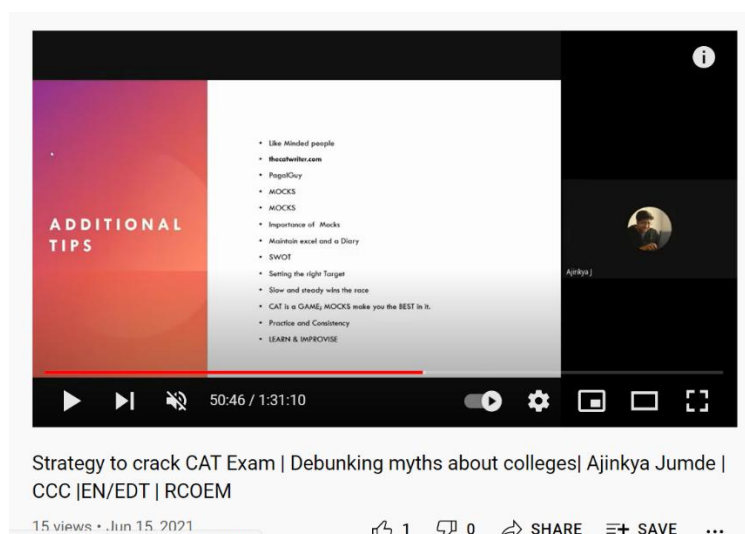 ADDITIONAL
TIPS
• Like Minded people
• thecatwriter.com
• PagalGuy
• MOCKS
• MOCKS
• Importance of Mocks
• Maintain excel and a Diary
• SWOT
• Setting the right Target
• Slow and steady wins the race
• CAT is a GAME; MOCKS make you the BEST in it.
• Practice and Consistency
• LEARN & IMPROVISE
Ajinkya J
50:46 / 1:31:10
Strategy to crack CAT Exam | Debunking myths about colleges| Ajinkya Jumde |
CCC |EN/EDT | RCOEM
15 views • Jun 15, 2021
1 0 SHARE SAVE ...